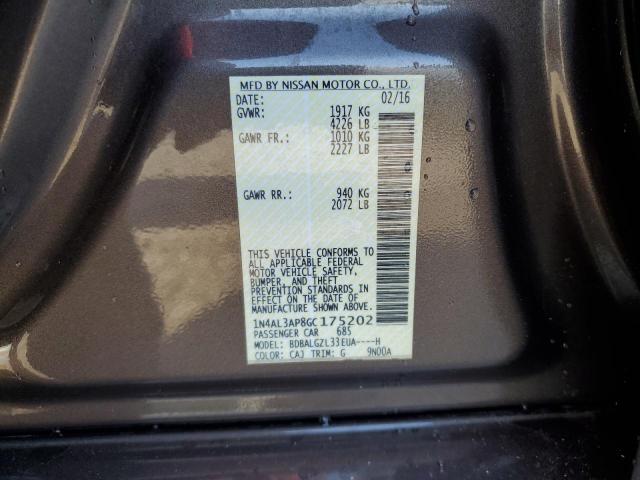 MFD BY NISSAN MOTOR CO., LTD.
DATE: 02/16
GVWR: 1917 KG
4226 LB
GAWR FR.: 1010 KG
2227 LB
GAWR RR.: 940 KG
2072 LB
THIS VEHICLE CONFORMS TO
ALL APPLICABLE FEDERAL
MOTOR VEHICLE SAFETY,
BUMPER, AND THEFT
PREVENTION STANDARDS IN
EFFECT ON THE DATE OF
MANUFACTURE SHOWN ABOVE.
1N4AL3AP8GC175202
PASSENGER CAR 685
MODEL: BDBALGZL33EUA----H
COLOR: CAJ TRIM: G 9N00A